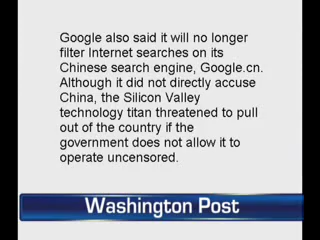 Google also said it will no longer
filter Internet searches on its
Chinese search engine, Google.cn.
Although it did not directly accuse
China, the Silicon Valley
technology titan threatened to pull
out of the country if the
government does not allow it to
operate uncensored.
Washington Post